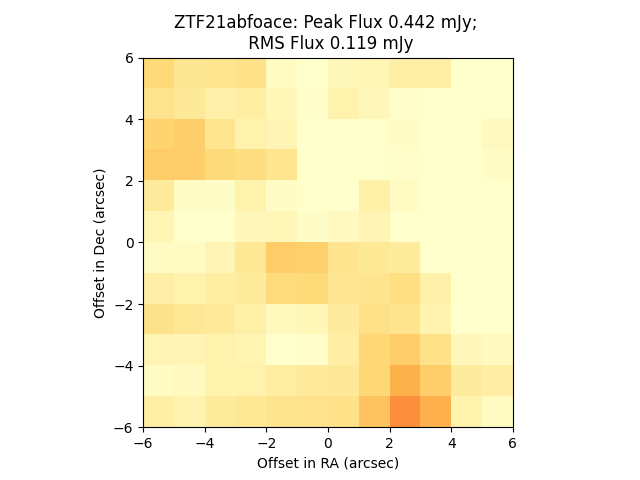 ZTF21abfoace: Peak Flux 0.442 mJy;
RMS Flux 0.119 mJy
6
4
2
0
−2
−4
−6
Offset in Dec (arcsec)
−6 −4 −2 0 2 4 6
Offset in RA (arcsec)